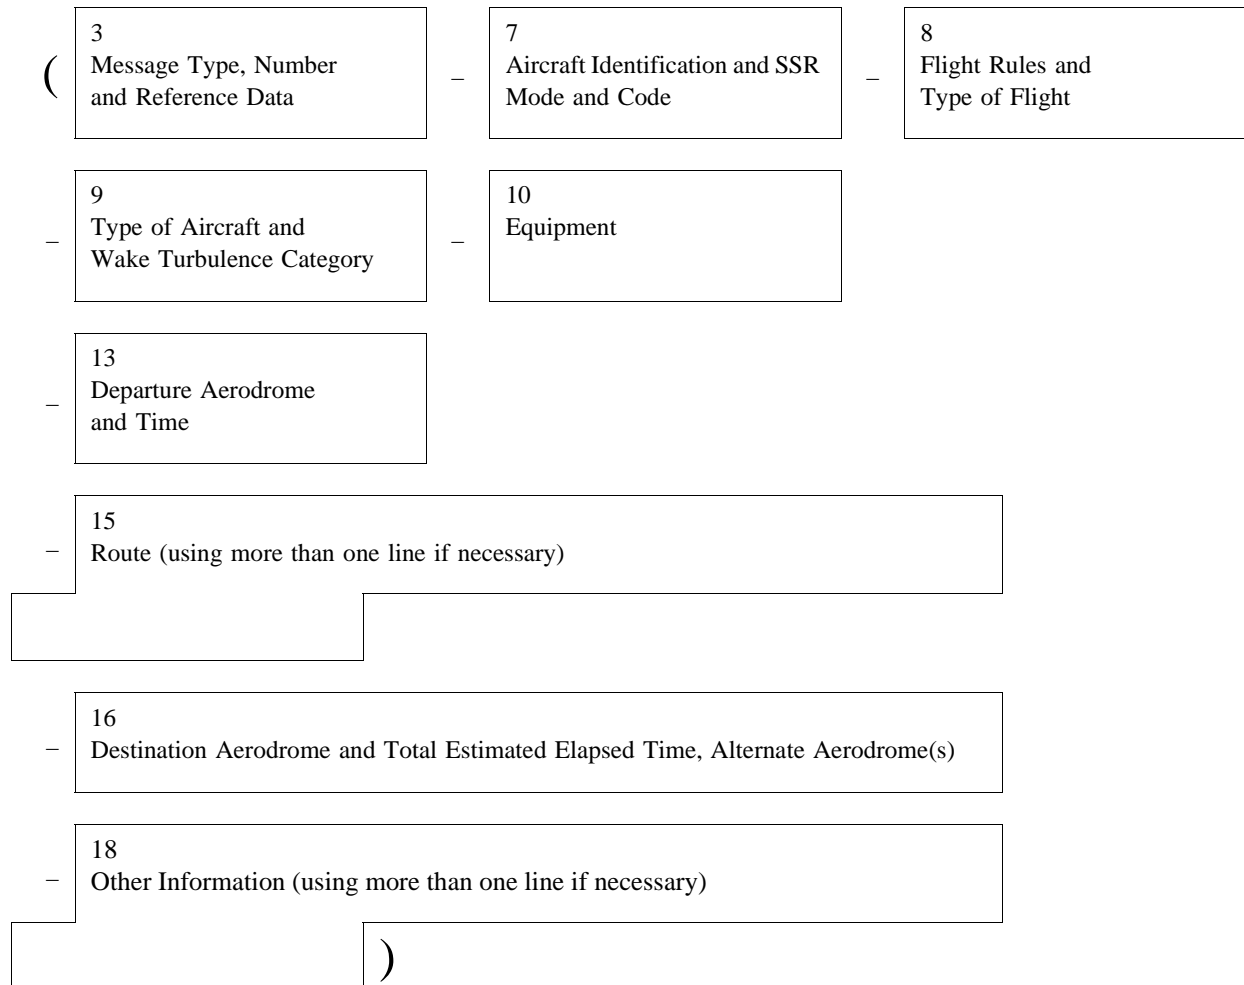 (
3
Message Type, Number
and Reference Data
–
7
Aircraft Identification and SSR
Mode and Code
–
8
Flight Rules and
Type of Flight
–
9
Type of Aircraft and
Wake Turbulence Category
–
10
Equipment
–
13
Departure Aerodrome
and Time
–
15
Route (using more than one line if necessary)
–
16
Destination Aerodrome and Total Estimated Elapsed Time, Alternate Aerodrome(s)
–
18
Other Information (using more than one line if necessary)
)